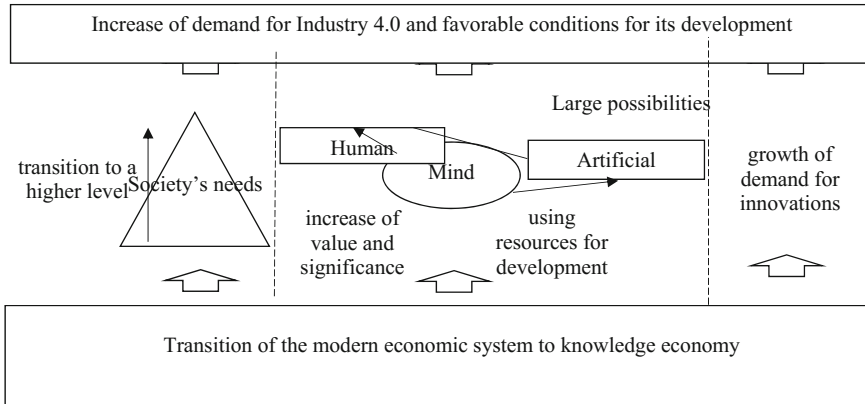 Increase of demand for Industry 4.0 and favorable conditions for its development
Large possibilities
transition to a
higher level
Society's needs
Human
Mind
Artificial
increase of
value and
significance
using
resources for
development
growth of
demand for
innovations
Transition of the modern economic system to knowledge economy